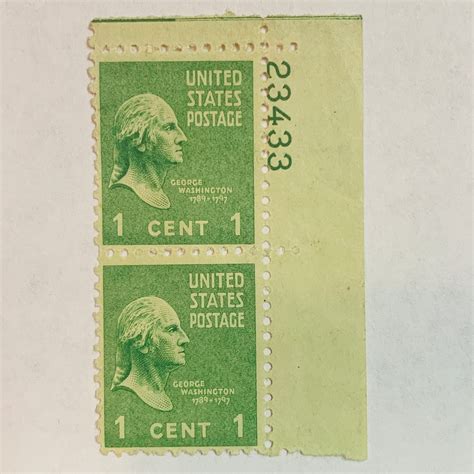 UNITED
STATES
POSTAGE
GEORGE
WASHINGTON
1789-1797
1 CENT 1
23433
UNITED
STATES
POSTAGE
GEORGE
WASHINGTON
1789-1797
1 CENT 1